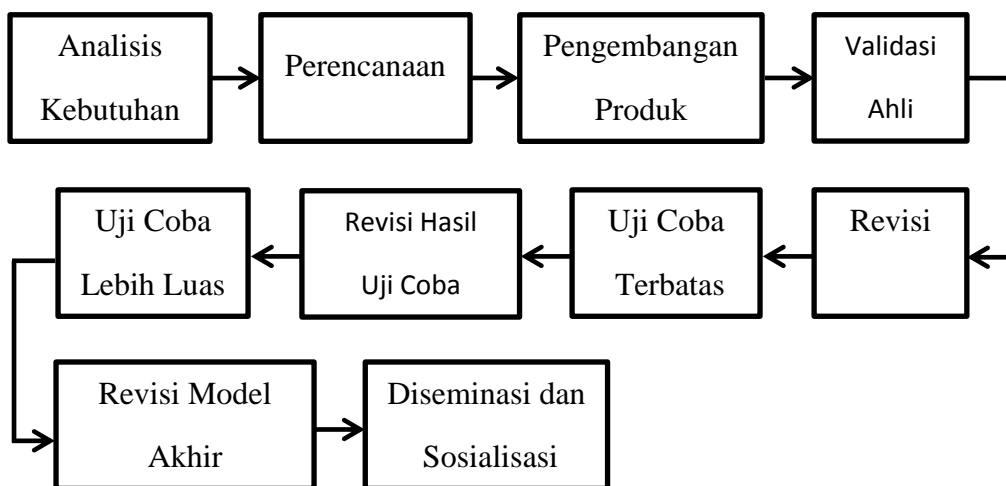 Analisis
Kebutuhan
Perencanaan
Pengembangan
Produk
Validasi
Ahli
Revisi
Uji Coba
Terbatas
Revisi Hasil
Uji Coba
Uji Coba
Lebih Luas
Revisi Model
Akhir
Diseminasi dan
Sosialisasi